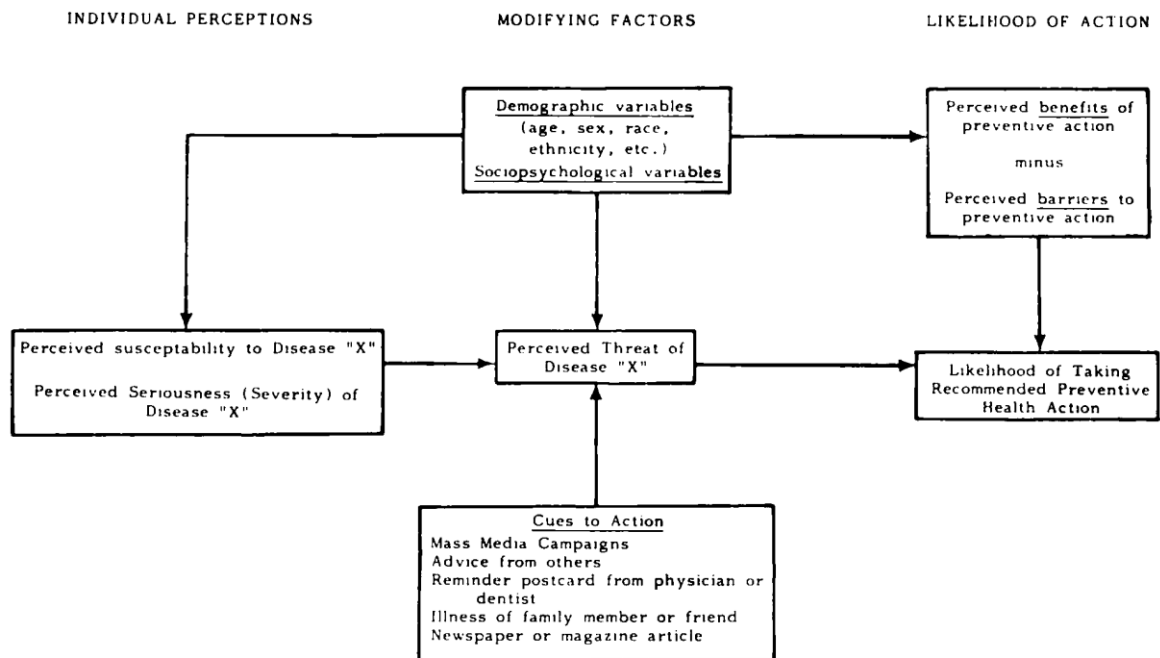 INDIVIDUAL PERCEPTIONS
MODIFYING FACTORS
LIKELIHOOD OF ACTION
Demographic variables
(age, sex, race,
ethnicity, etc.)
Sociopsychological variables
Perceived benefits of
preventive action
minus
Perceived barriers to
preventive action
Perceived susceptability to Disease "X"
Perceived Seriousness (Severity) of
Disease "X"
Perceived Threat of
Disease "X"
Likelihood of Taking
Recommended Preventive
Health Action
Cues to Action
Mass Media Campaigns
Advice from others
Reminder postcard from physician or
dentist
Illness of family member or friend
Newspaper or magazine article